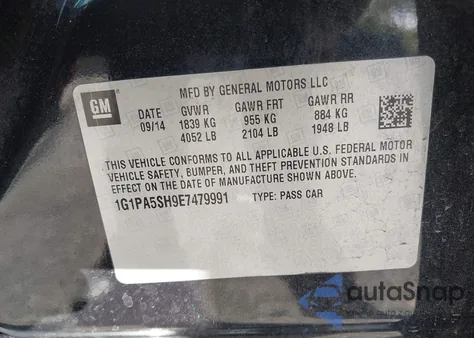 MFD BY GENERAL MOTORS LLC
GM
DATE GVWR GAWR FRT GAWR RR
09/14 1839 KG 955 KG 884 KG
4052 LB 2104 LB 1948 LB
THIS VEHICLE CONFORMS TO ALL APPLICABLE U.S. FEDERAL MOTOR
VEHICLE SAFETY, BUMPER, AND THEFT PREVENTION STANDARDS IN
EFFECT ON THE DATE OF MANUFACTURE SHOWN ABOVE.
1G1PA5SH9E7479991 TYPE: PASS CAR
autoSnap